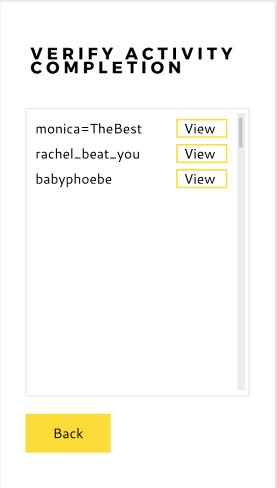 VERIFY ACTIVITY
COMPLETION
monica=TheBest View
rachel_beat_you View
babyphoebe View
Back